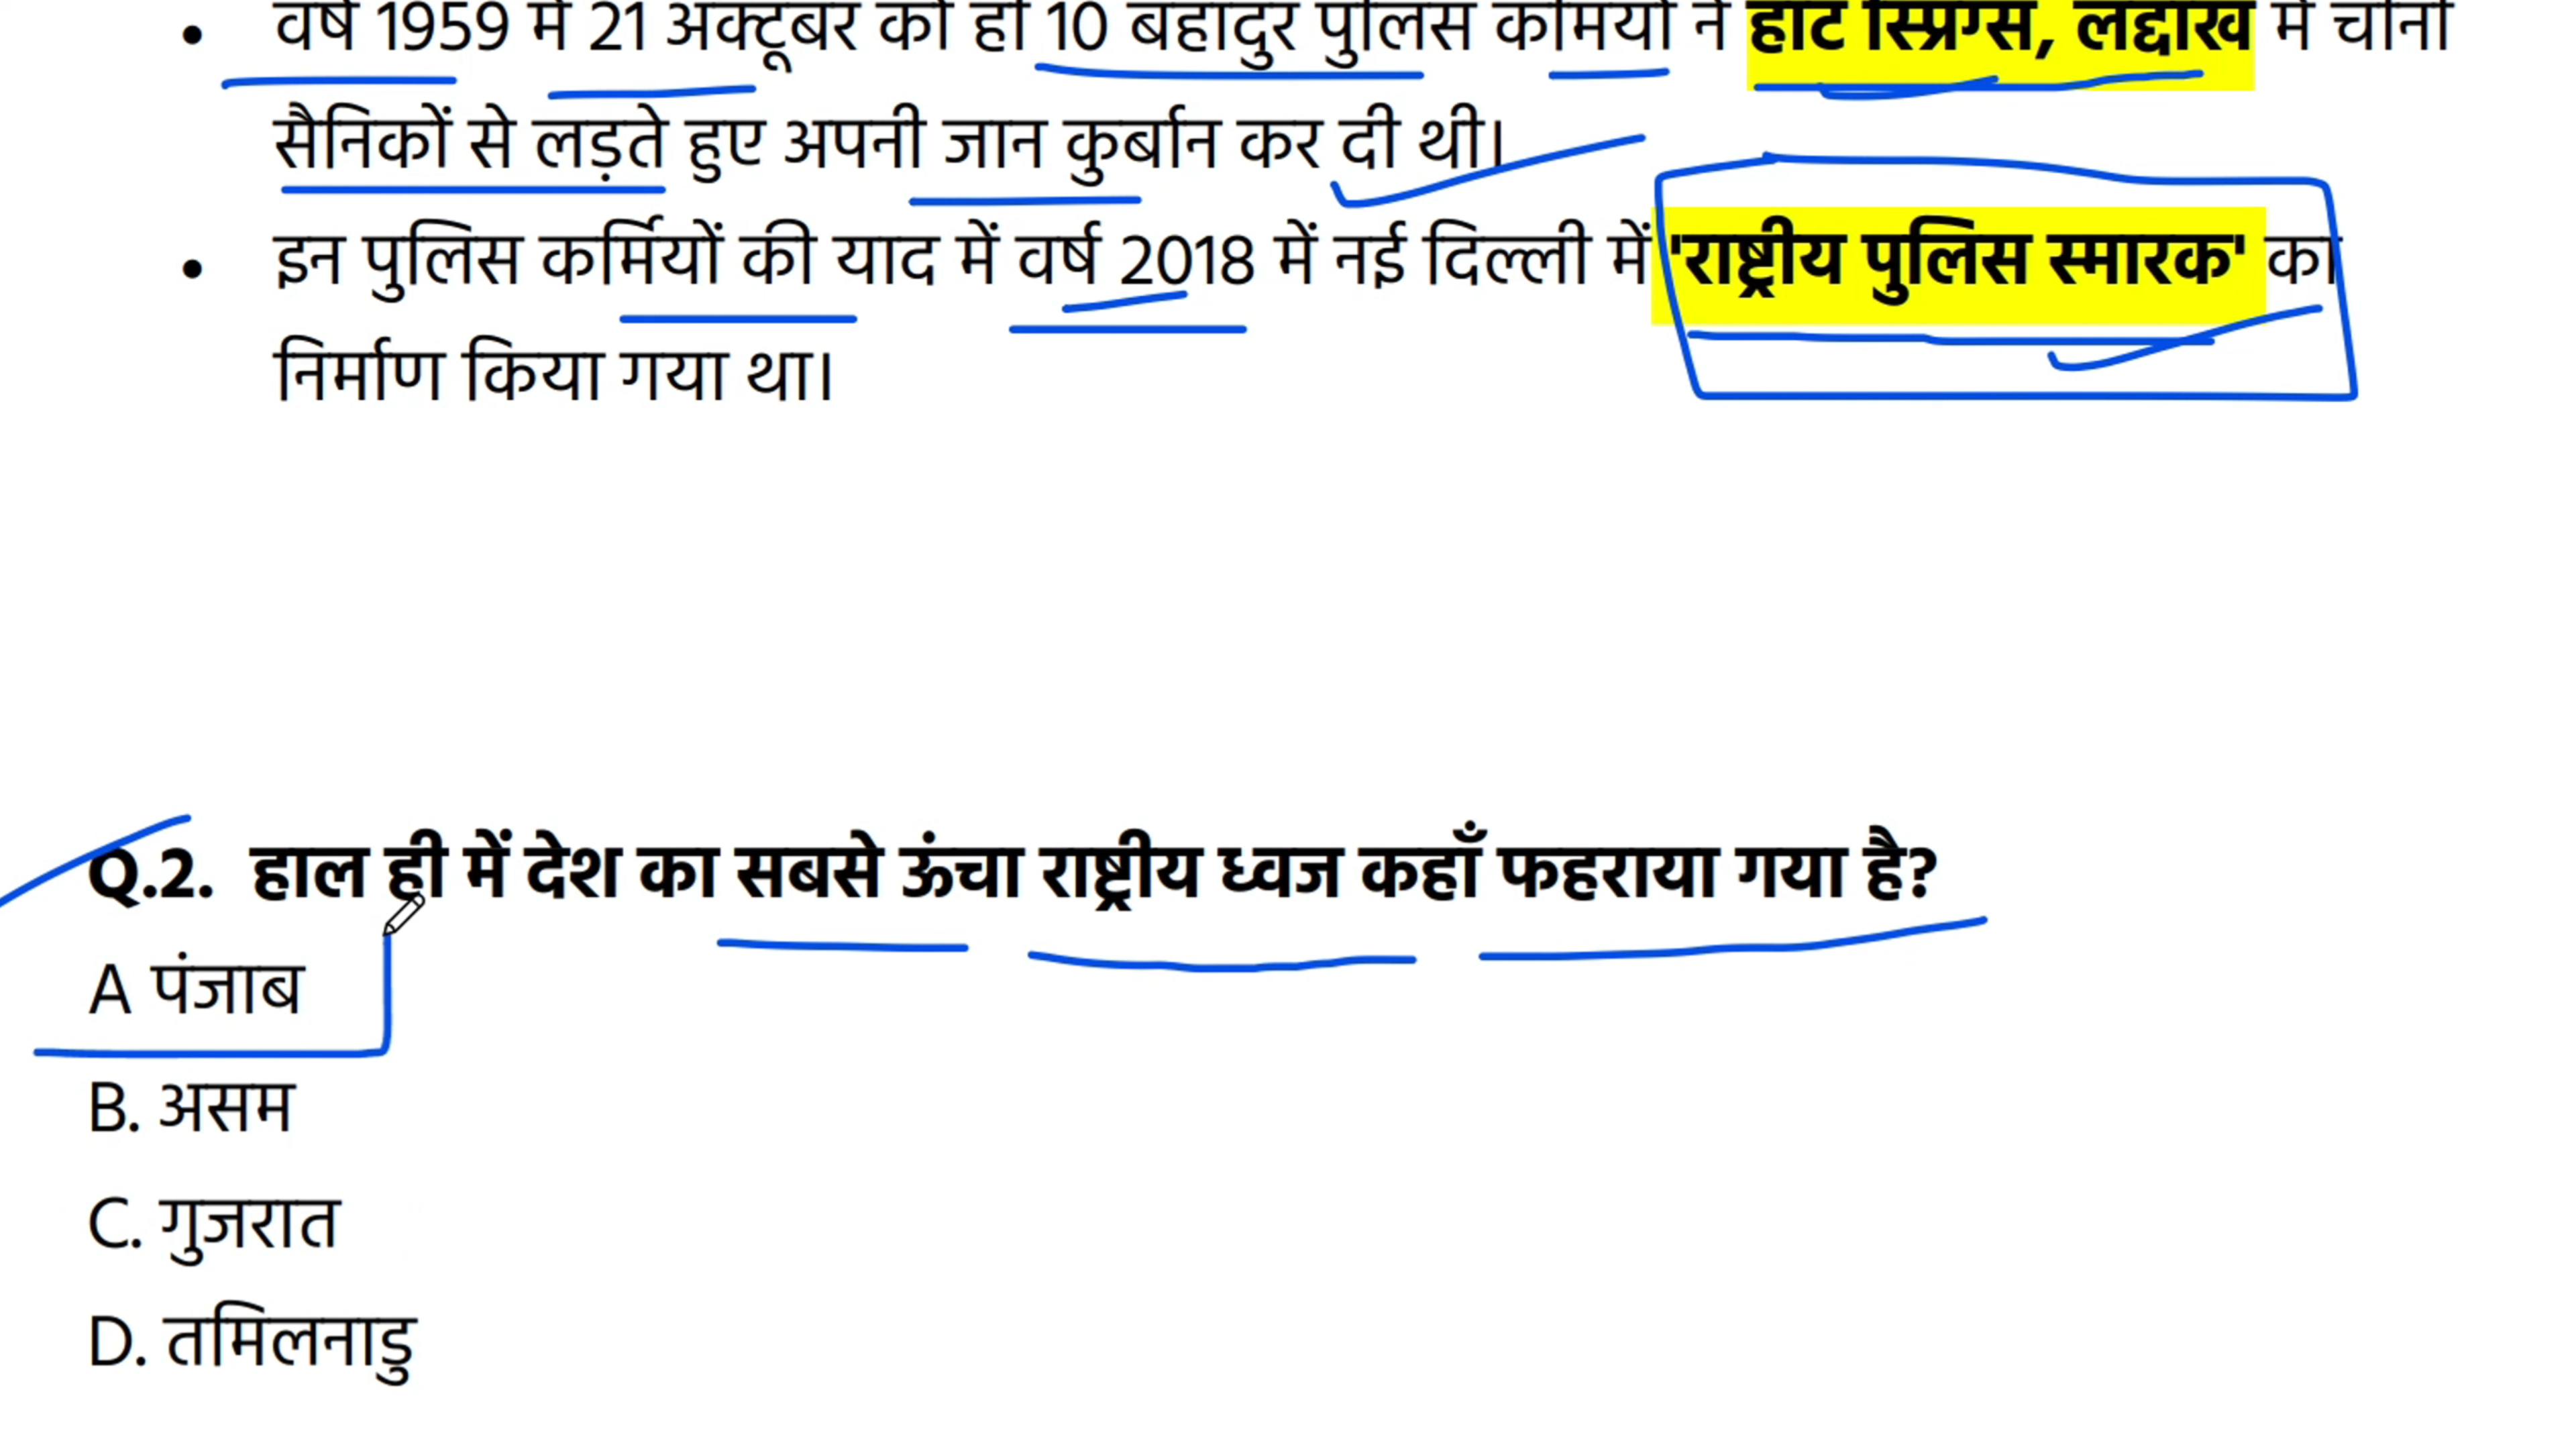 वर्ष 1959 में 21 अक्टूबर को ही 10 बहादुर पुलिस कर्मियों ने हॉट स्प्रिंग्स, लद्दाख में चीनी
सैनिकों से लड़ते हुए अपनी जान कुर्बान कर दी थी।
इन पुलिस कर्मियों की याद में वर्ष 2018 में नई दिल्ली में 'राष्ट्रीय पुलिस स्मारक' का
निर्माण किया गया था।
Q.2. हाल ही में देश का सबसे ऊंचा राष्ट्रीय ध्वज कहाँ फहराया गया है?
A पंजाब
B. असम
C. गुजरात
D. तमिलनाडु